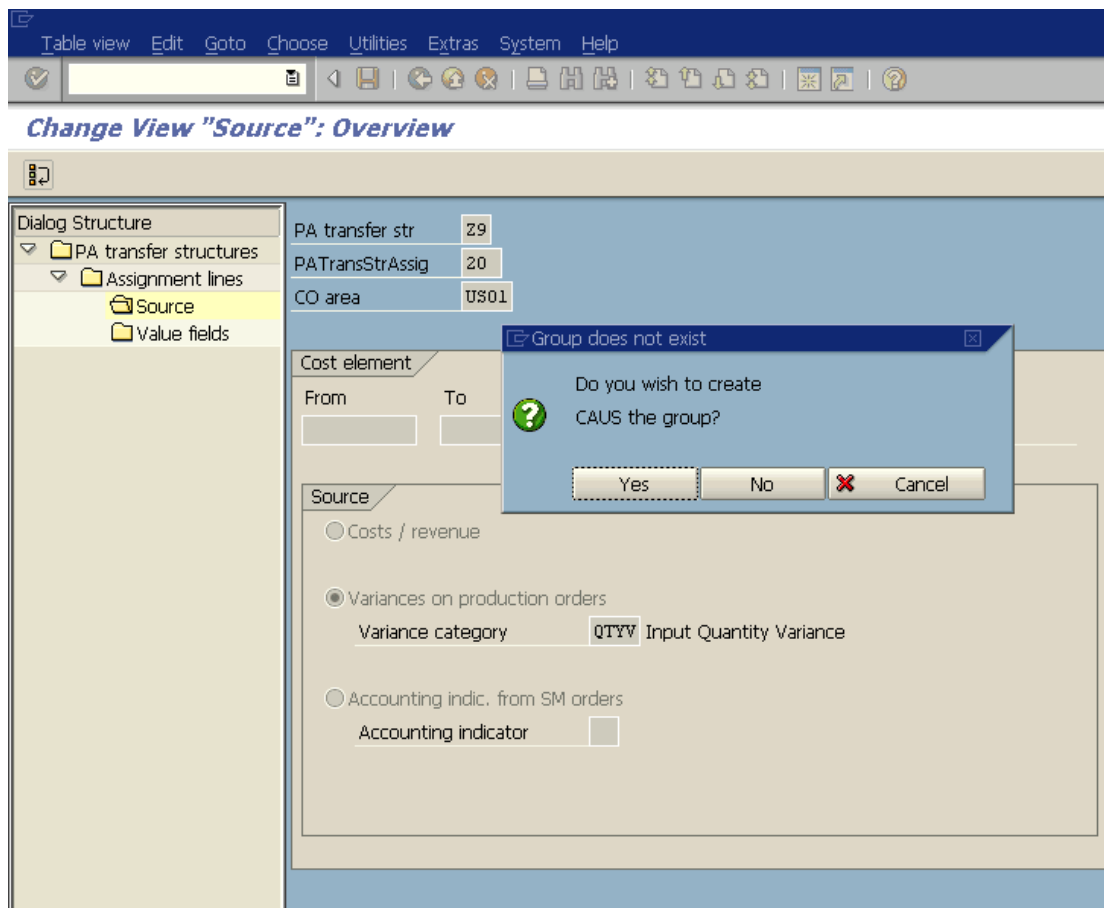 Table view Edit Goto Choose Utilities Extras System Help
Change View "Source": Overview
Dialog Structure
PA transfer structures
Assignment lines
Source
Value fields
PA transfer str Z9
PATransStrAssig 20
CO area US01
Group does not exist
Do you wish to create
CAUS the group?
Yes No Cancel
Cost element
From To
Source
Costs / revenue
Variances on production orders
Variance category QTYV Input Quantity Variance
Accounting indic. from SM orders
Accounting indicator